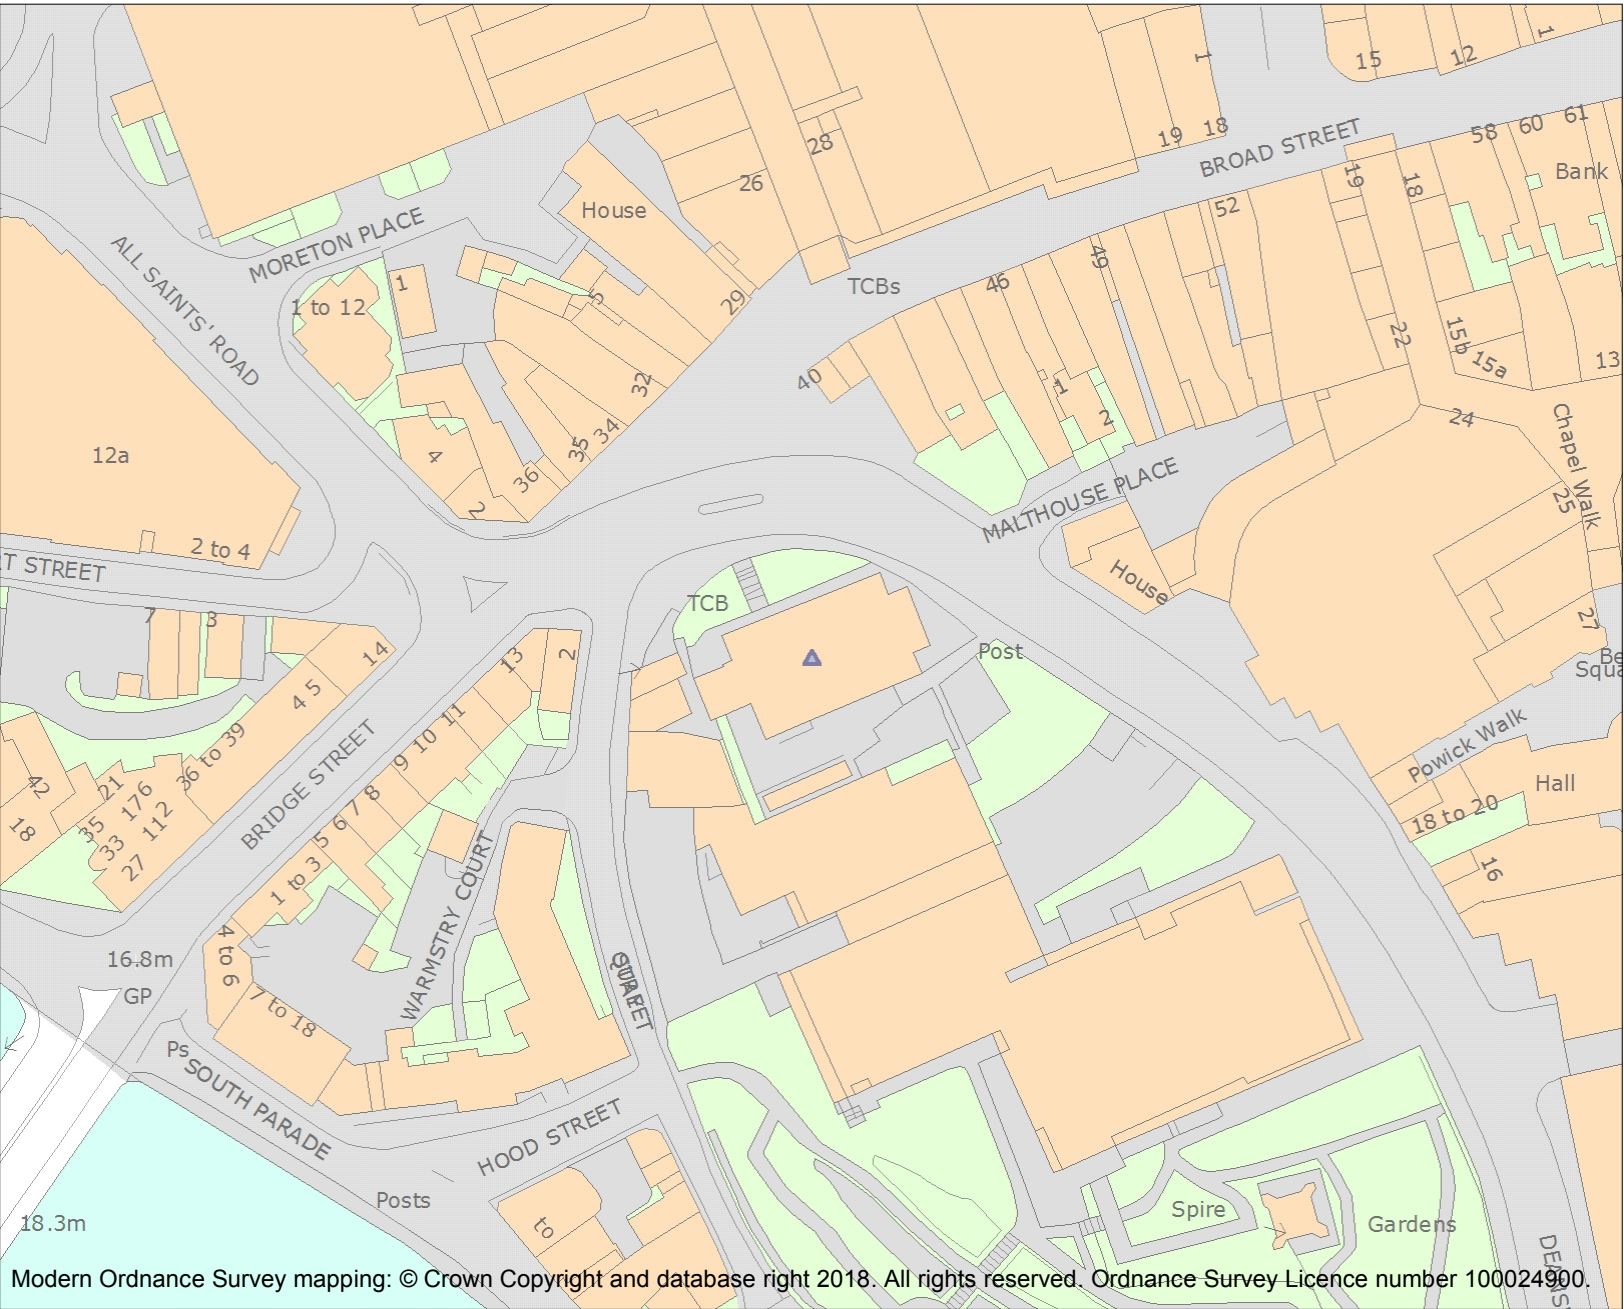 1
15
12
1
19
18
BROAD STREET
58
60
61
Bank
28
26
House
19
18
52
MORETON PLACE
ALL SAINTS' ROAD
1
1 to 12
5
29
TCBs
46
49
22
15b
15a
13
40
32
1
2
24
Chapel Walk
12a
4
35
34
36
2
MALTHOUSE PLACE
25
2 to 4
T STREET
House
7
3
TCB
27
14
13
2
Post
Be
Squa
4 5
BRIDGE STREET
36 to 39
9 10 11
Powick Walk
42
21
176
112
35
33
27
18
5 6 7 8
1 to 3
Hall
18 to 20
16
WARMSTRY COURT
4 to 6
16.8m
GP
7 to 18
QUAY
STREET
Ps
SOUTH PARADE
HOOD STREET
Posts
18.3m
to
Spire
Gardens
DEANS
Modern Ordnance Survey mapping: © Crown Copyright and database right 2018. All rights reserved. Ordnance Survey Licence number 100024900.